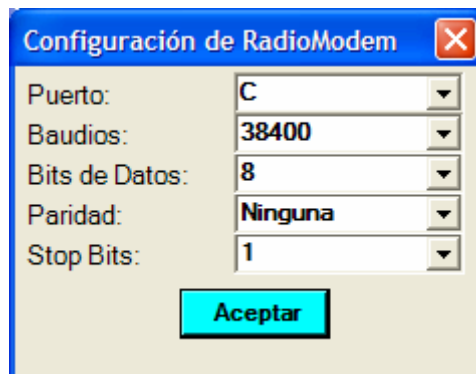 Configuración de RadioModem
Puerto: C
Baudios: 38400
Bits de Datos: 8
Paridad: Ninguna
Stop Bits: 1
Aceptar